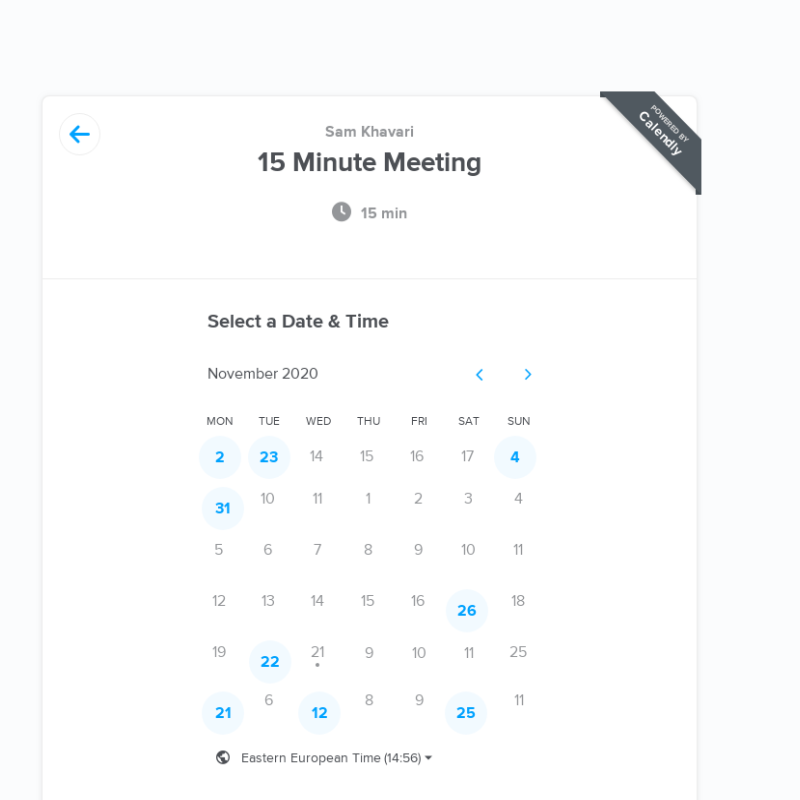 POWERED BY
Calendly
Sam Khavari
15 Minute Meeting
15 min
Select a Date & Time
November 2020
MON TUE WED THU FRI SAT SUN
2 23 14 15 16 17 4
31 10 11 1 2 3 4
5 6 7 8 9 10 11
12 13 14 15 16 26 18
19 22 21 9 10 11 25
21 6 12 8 9 25 11
Eastern European Time (14:56)